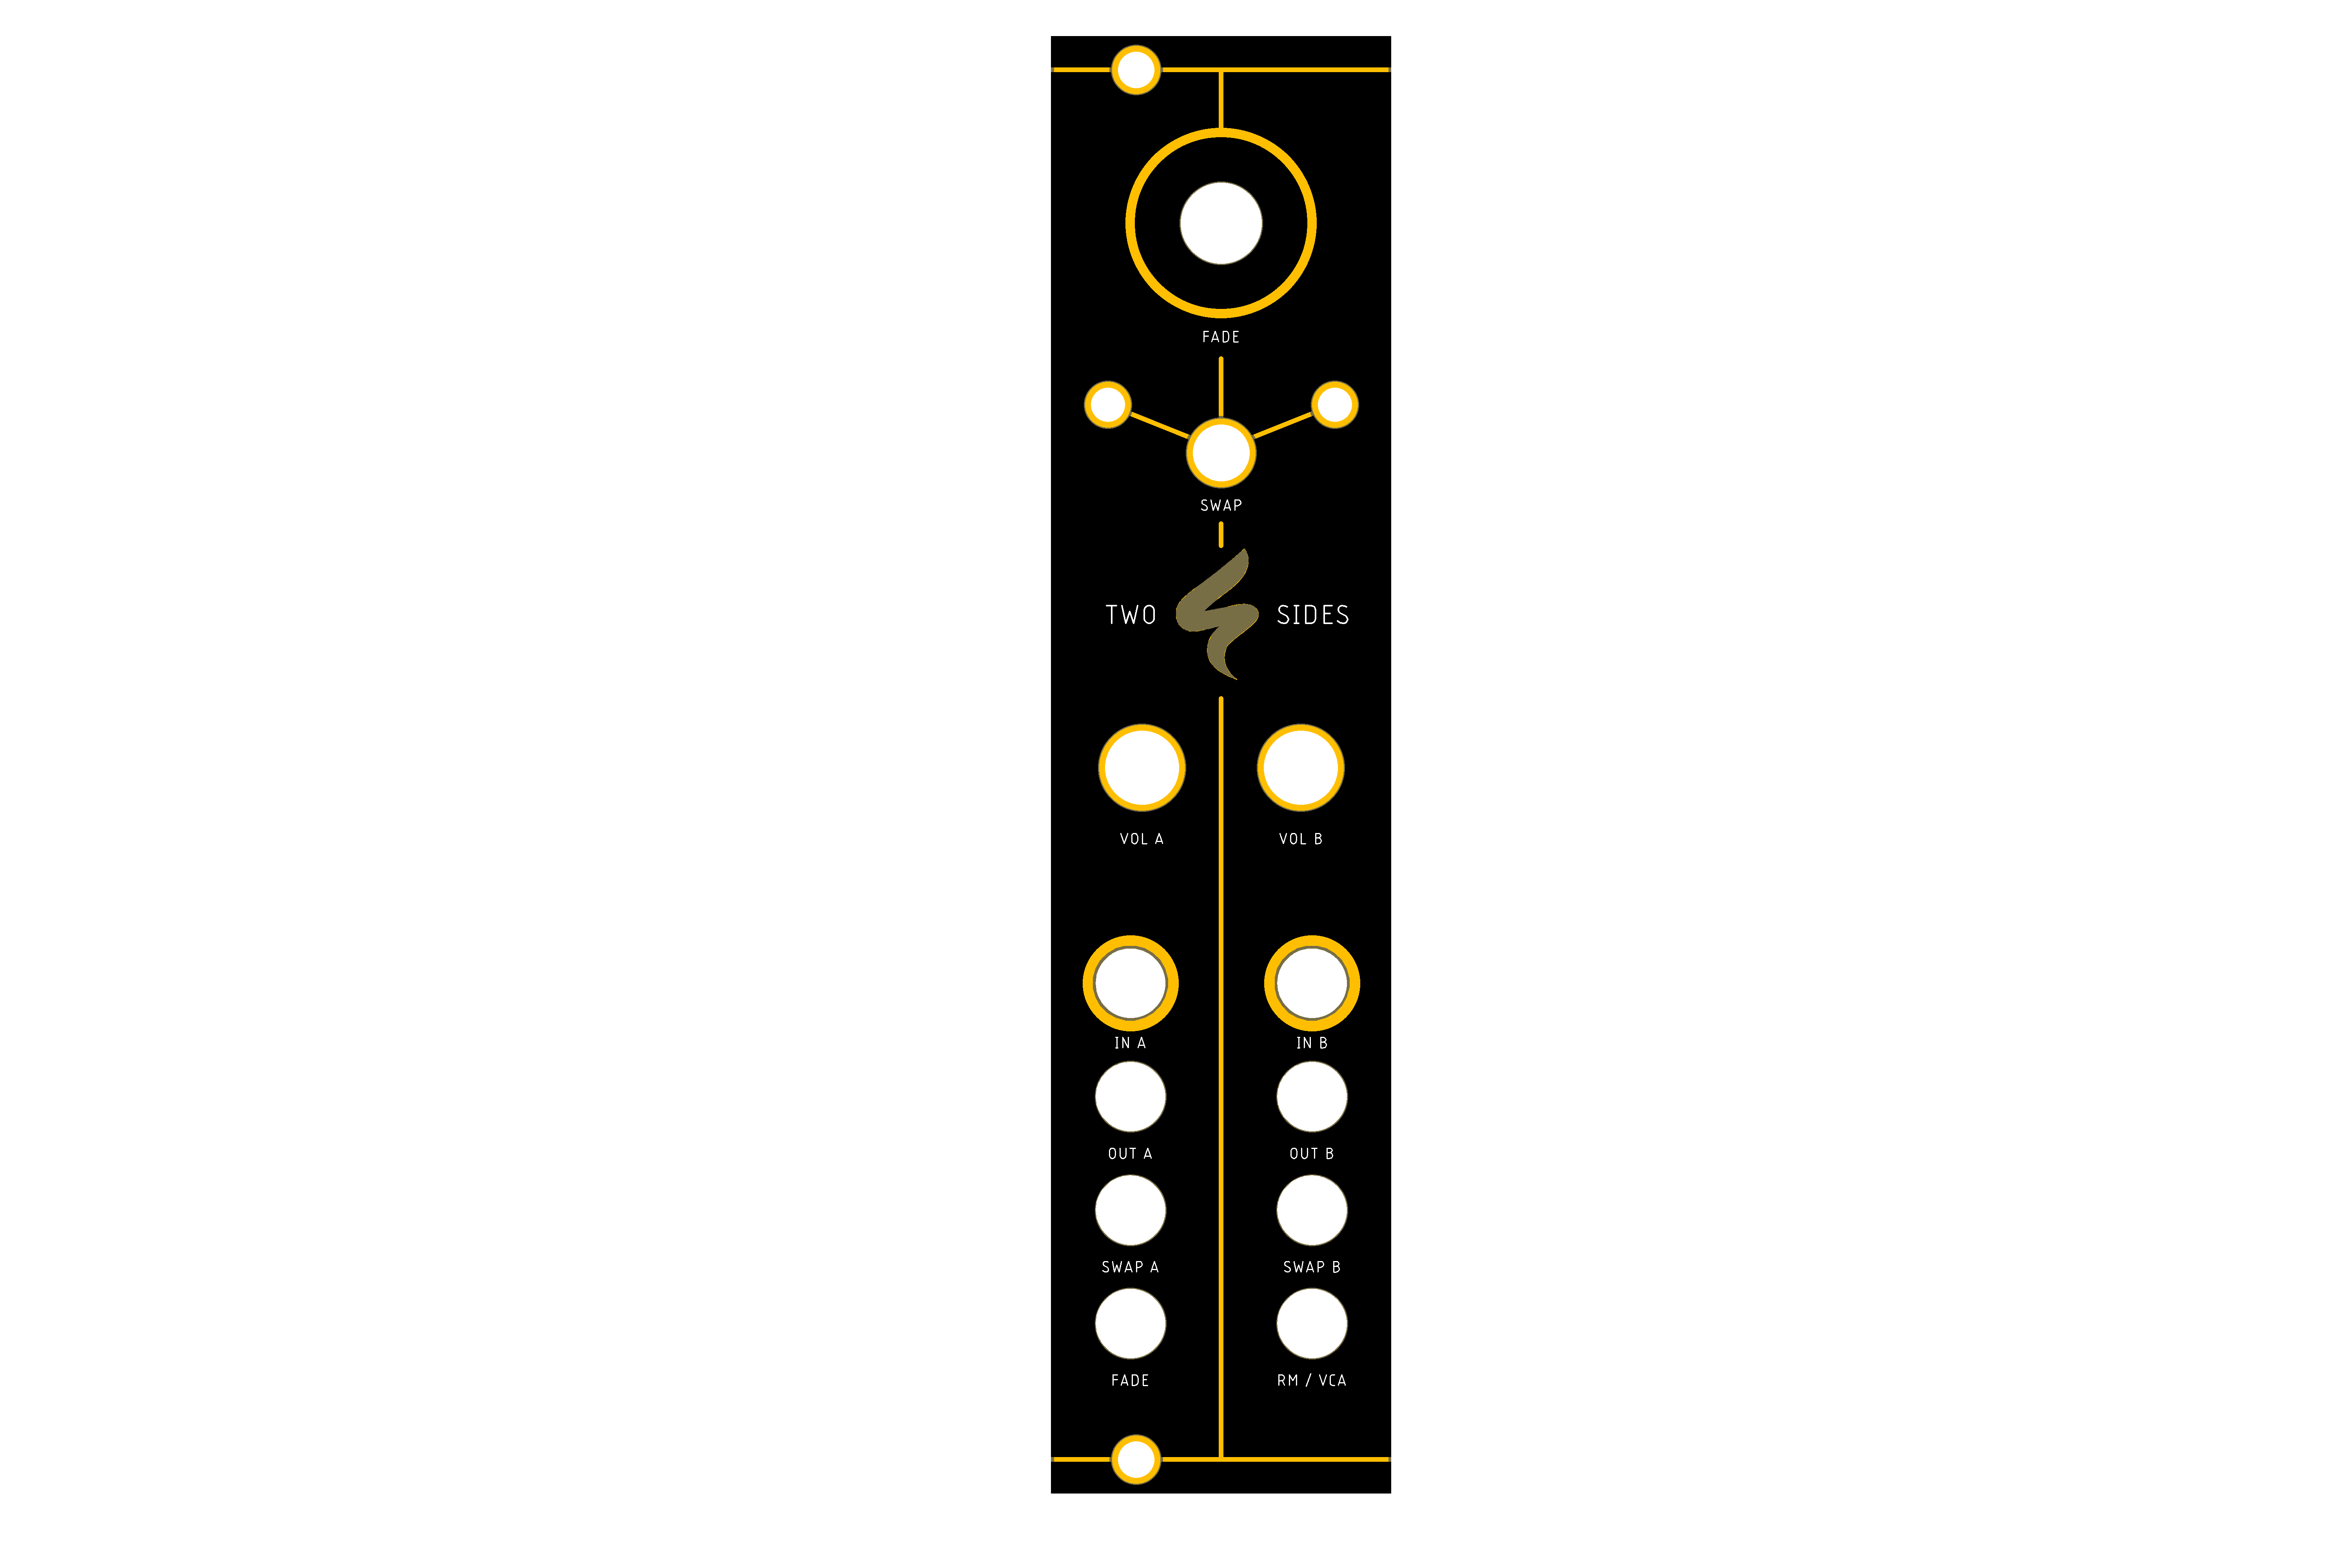 FADE
SWAP
TWO SIDES
VOL A VOL B
IN A IN B
OUT A OUT B
SWAP A SWAP B
FADE RM / VCA